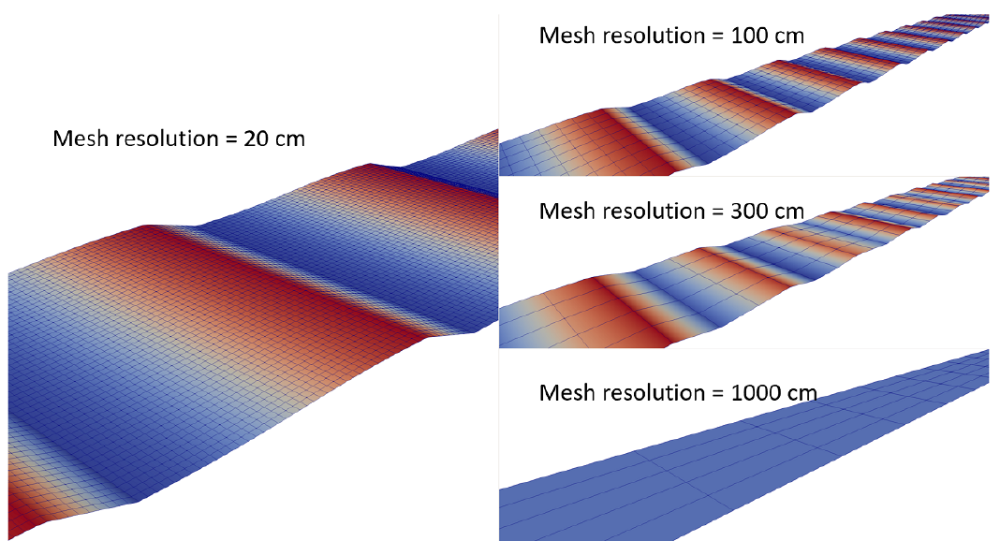 Mesh resolution = 20 cm
Mesh resolution = 100 cm
Mesh resolution = 300 cm
Mesh resolution = 1000 cm